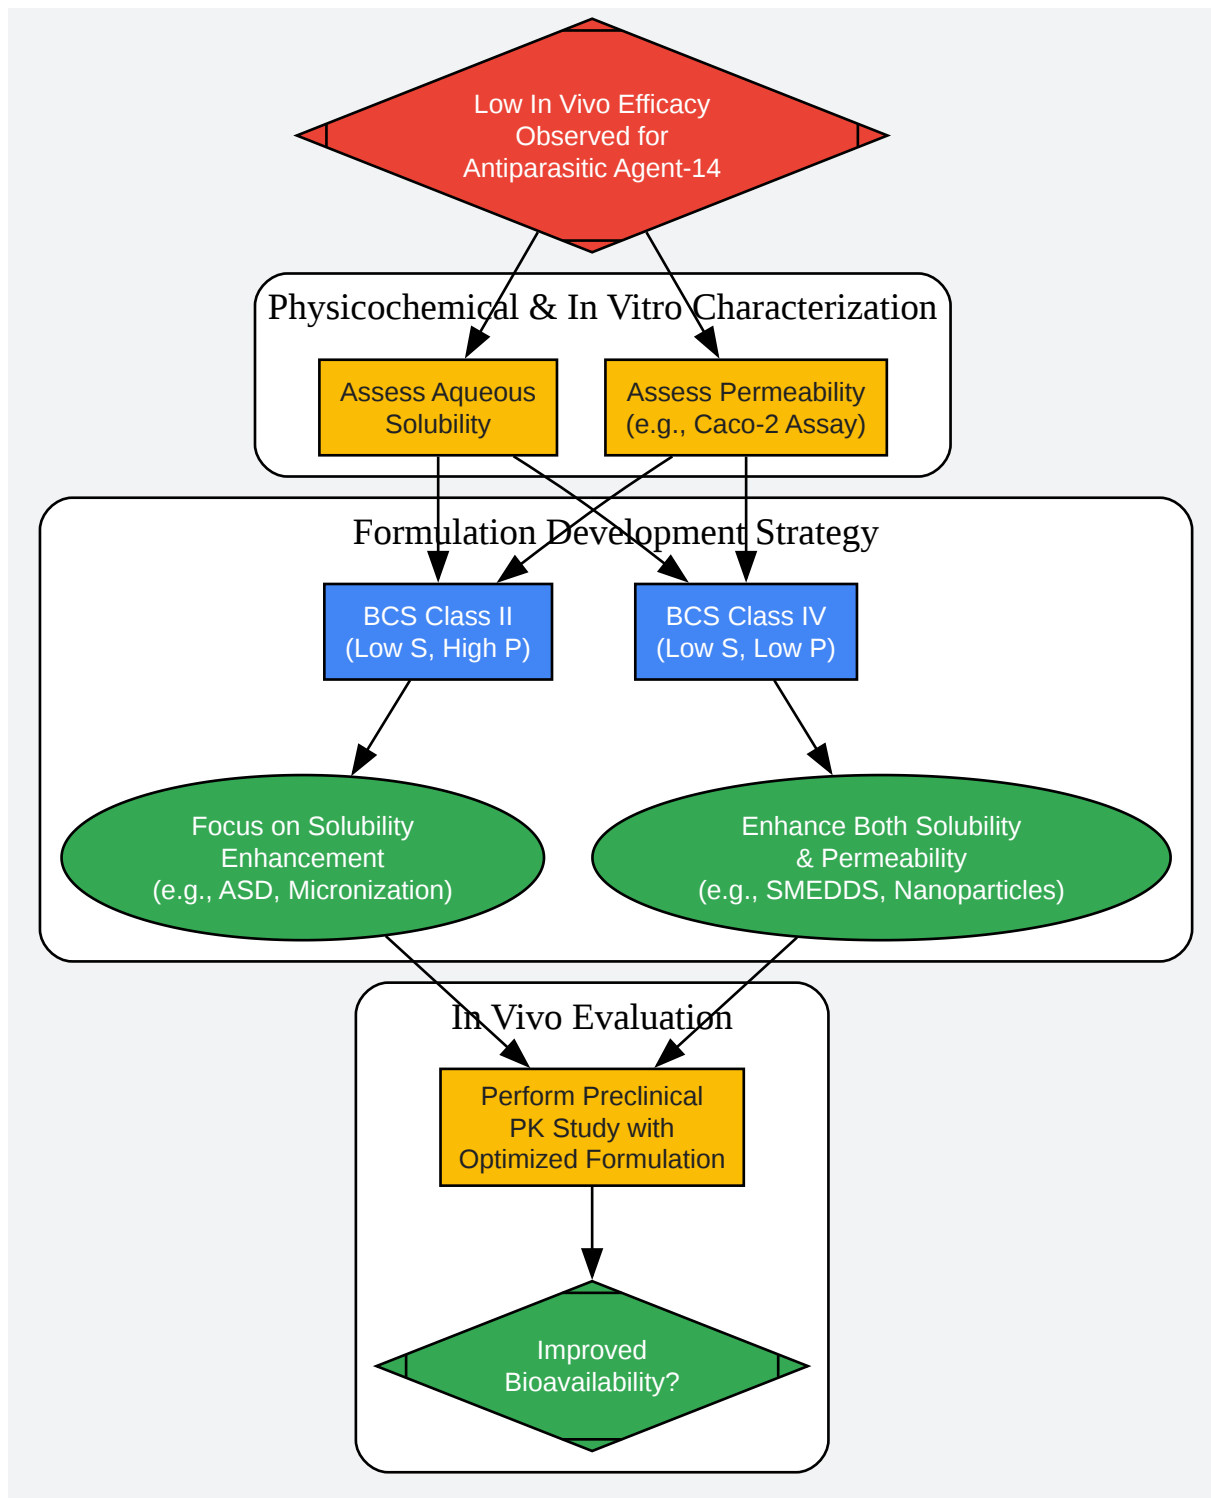 Low In Vivo Efficacy
Observed for
Antiparasitic Agent-14
Physicochemical & In Vitro Characterization
Assess Aqueous
Solubility
Assess Permeability
(e.g., Caco-2 Assay)
Formulation Development Strategy
BCS Class II
(Low S, High P)
BCS Class IV
(Low S, Low P)
Focus on Solubility
Enhancement
(e.g., ASD, Micronization)
Enhance Both Solubility
& Permeability
(e.g., SMEDDS, Nanoparticles)
In Vivo Evaluation
Perform Preclinical
PK Study with
Optimized Formulation
Improved
Bioavailability?